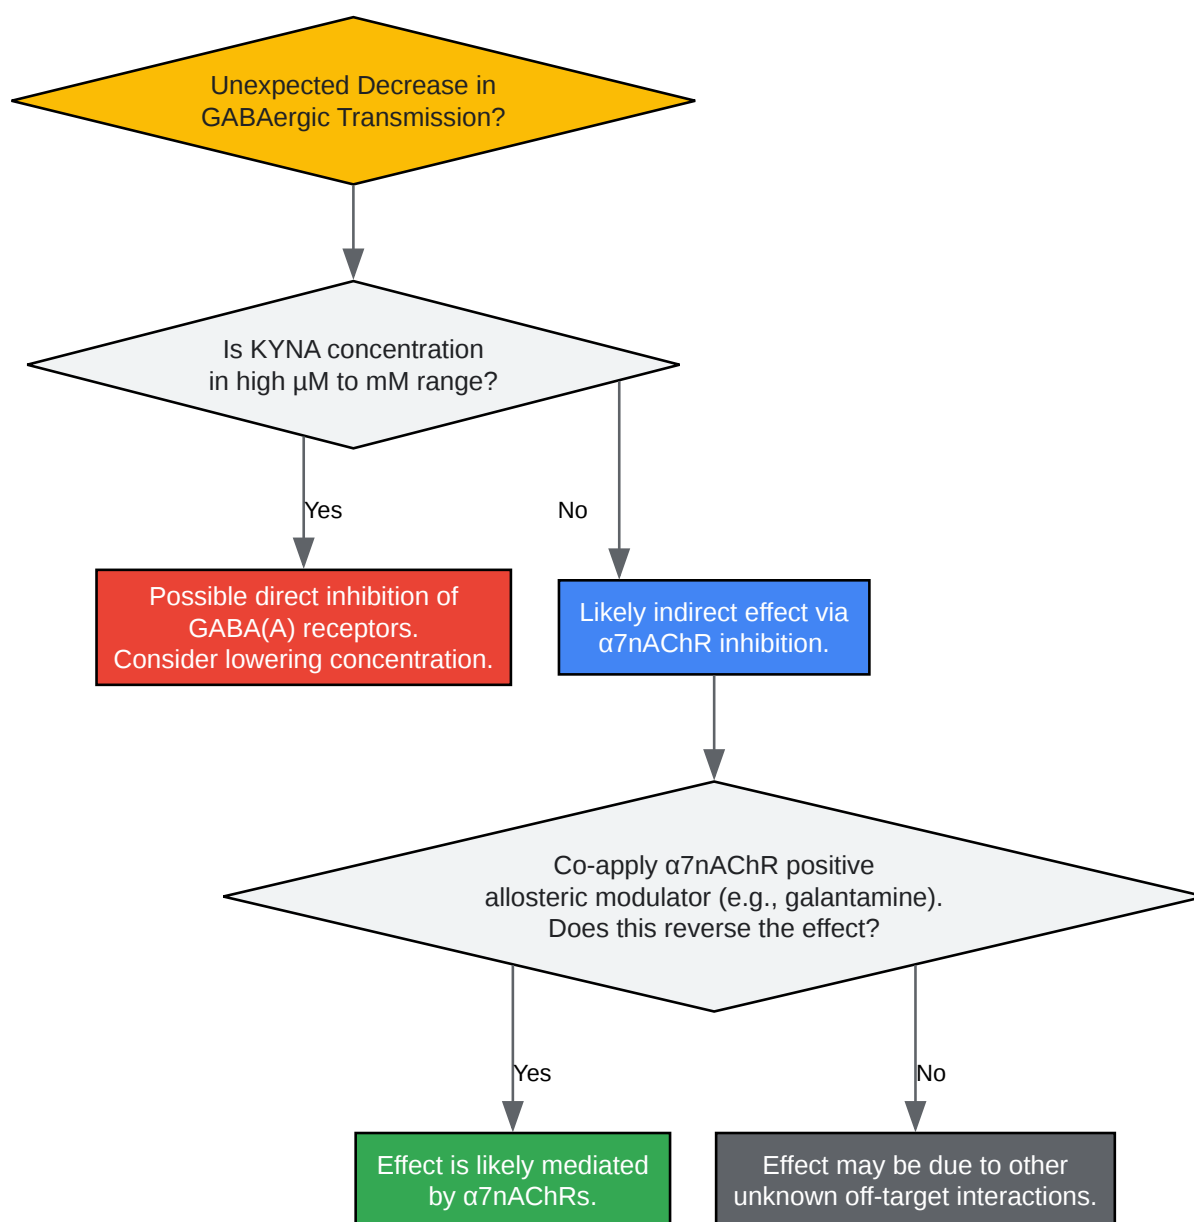 Unexpected Decrease in
GABAergic Transmission?
Is KYNA concentration
in high µM to mM range?
Yes
No
Possible direct inhibition of
GABA(A) receptors.
Consider lowering concentration.
Likely indirect effect via
α7nAChR inhibition.
Co-apply α7nAChR positive
allosteric modulator (e.g., galantamine).
Does this reverse the effect?
Yes
No
Effect is likely mediated
by α7nAChRs.
Effect may be due to other
unknown off-target interactions.